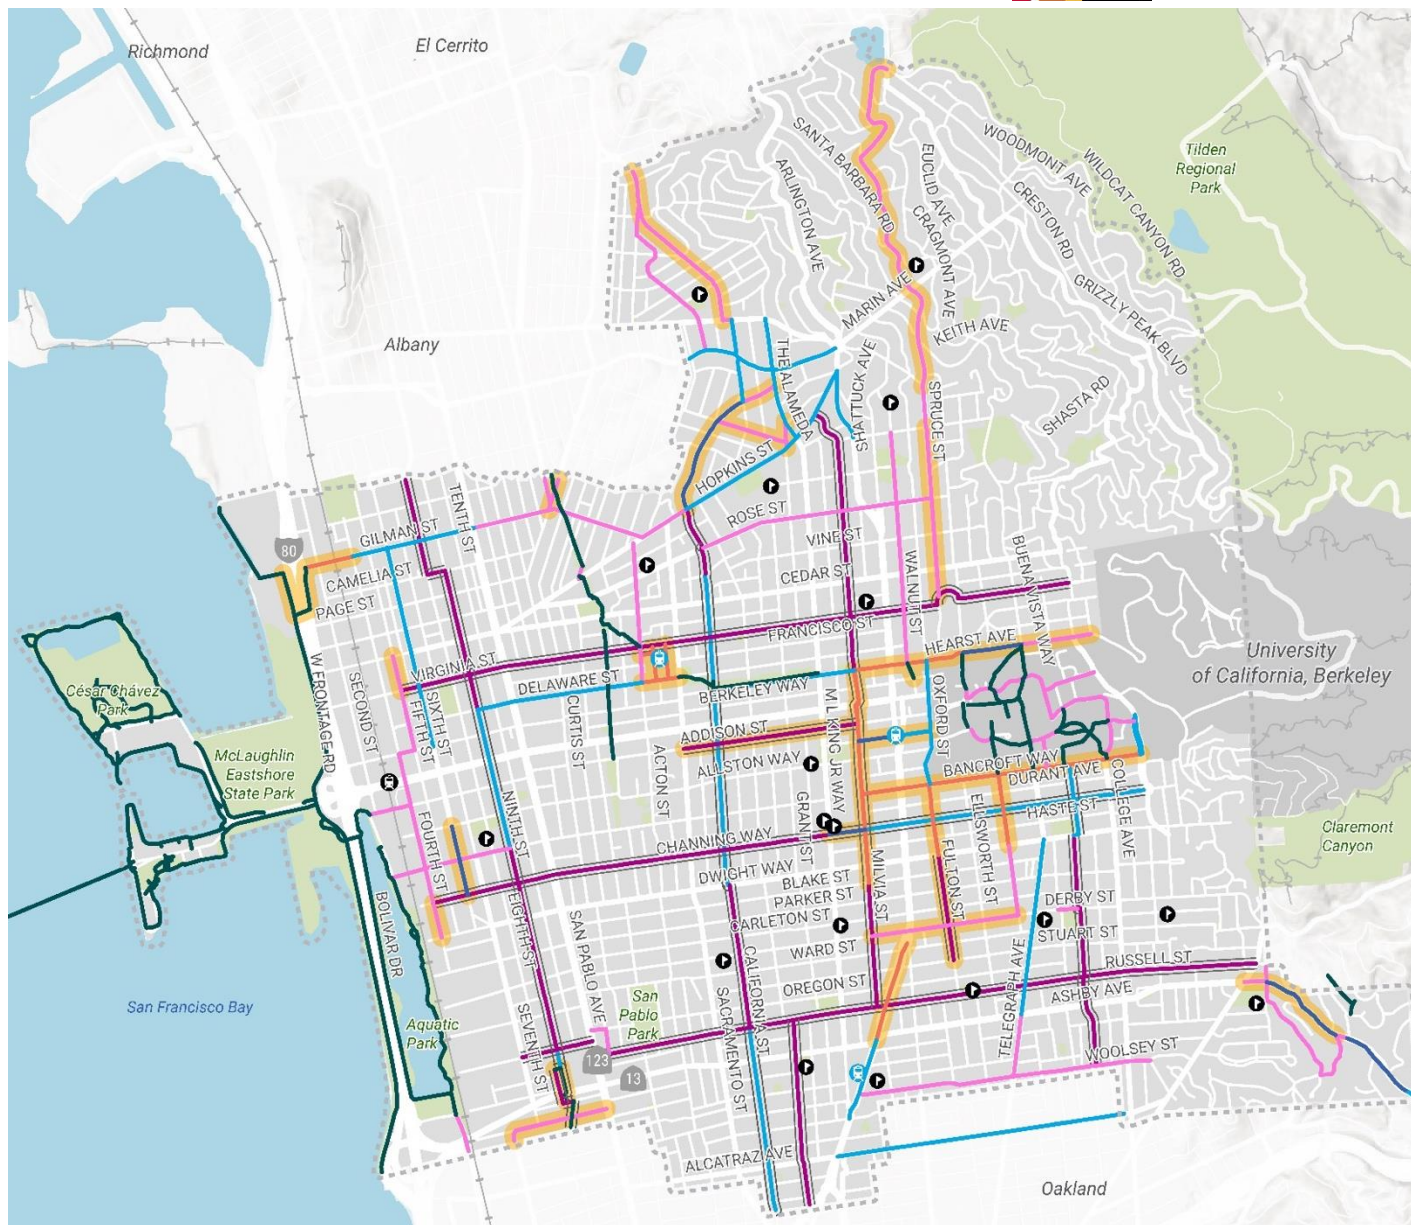 El Cerrito
Richmond
Tilden
Regional
Park
WOODMONT AVE
WILDCAT CANYON RD
SANTA BARBARA RD
EUCLID AVE
ARLINGTON AVE
CRESTON RD
CRAGMONT AVE
GRIZZLY PEAK BLVD
MARIN AVE
KEITH AVE
Albany
THE ALAMEDA
SHATTUCK AVE
SPRUCE ST
SHASTA RD
HOPKINS ST
ROSE ST
TENTH ST
GILMAN ST
80
CAMELIA ST
PAGE ST
VINE ST
CEDAR ST
WALNUT ST
BUENA VISTA WAY
FRANCISCO ST
HEARST AVE
University
of California, Berkeley
VIRGINIA ST
DELAWARE ST
BERKELEY WAY
César Chávez
Park
W FRONTAGE RD
SECOND ST
SIXTH ST
FIFTH ST
CURTIS ST
ADDISON ST
M L KING JR WAY
OXFORD ST
McLaughlin
Eastshore
State Park
ACTON ST
ALLSTON WAY
BANCROFT WAY
DURANT AVE
COLLEGE AVE
NINTH ST
GRANT ST
ELLSWORTH ST
HASTE ST
FOURTH ST
CHANNING WAY
DWIGHT WAY
Claremont
Canyon
BLAKE ST
PARKER ST
CARLETON ST
WARD ST
MILVIA ST
FULTON ST
DERBY ST
STUART ST
RUSSELL ST
BOLIVAR DR
EIGHTH ST
SAN PABLO AVE
OREGON ST
ASHBY AVE
TELEGRAPH AVE
San Francisco Bay
San
Pablo
Park
SACRAMENTO ST
CALIFORNIA ST
Aquatic
Park
SEVENTH ST
123
13
WOOLSEY ST
ALCATRAZ AVE
Oakland